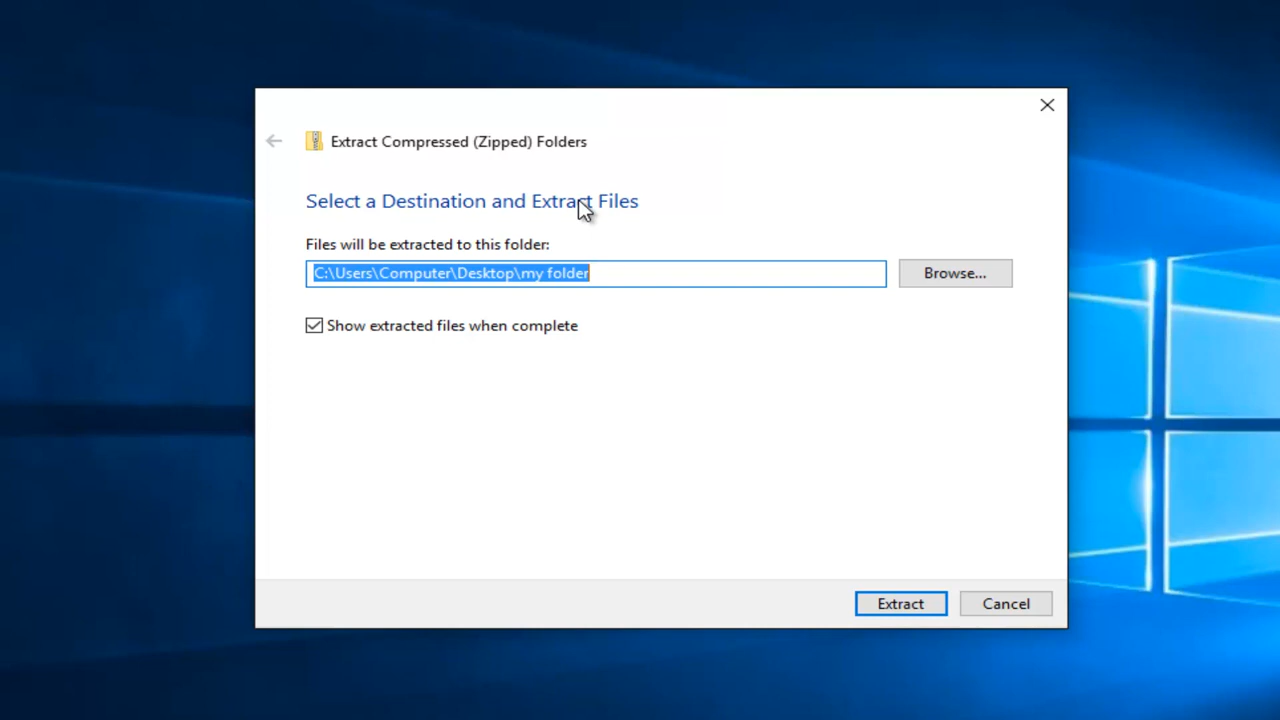 Extract Compressed (Zipped) Folders
Select a Destination and Extract Files
Files will be extracted to this folder:
C:\Users\Computer\Desktop\my folder
Browse...
Show extracted files when complete
Extract
Cancel